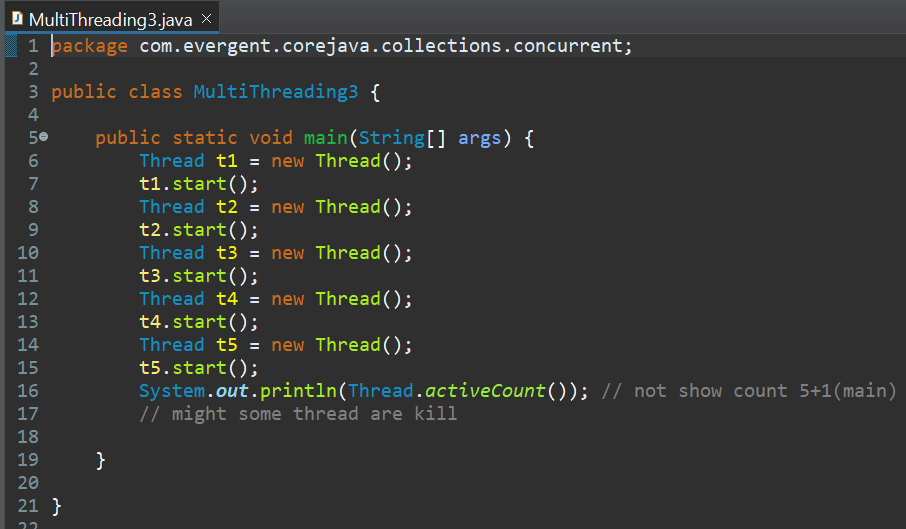 MultiThreading3.java ×
1 package com.evergent.corejava.collections.concurrent;
2
3 public class MultiThreading3 {
4
5 public static void main(String[] args) {
6 Thread t1 = new Thread();
7 t1.start();
8 Thread t2 = new Thread();
9 t2.start();
10 Thread t3 = new Thread();
11 t3.start();
12 Thread t4 = new Thread();
13 t4.start();
14 Thread t5 = new Thread();
15 t5.start();
16 System.out.println(Thread.activeCount()); // not show count 5+1(main)
17 // might some thread are kill
18
19 }
20
21 }
22